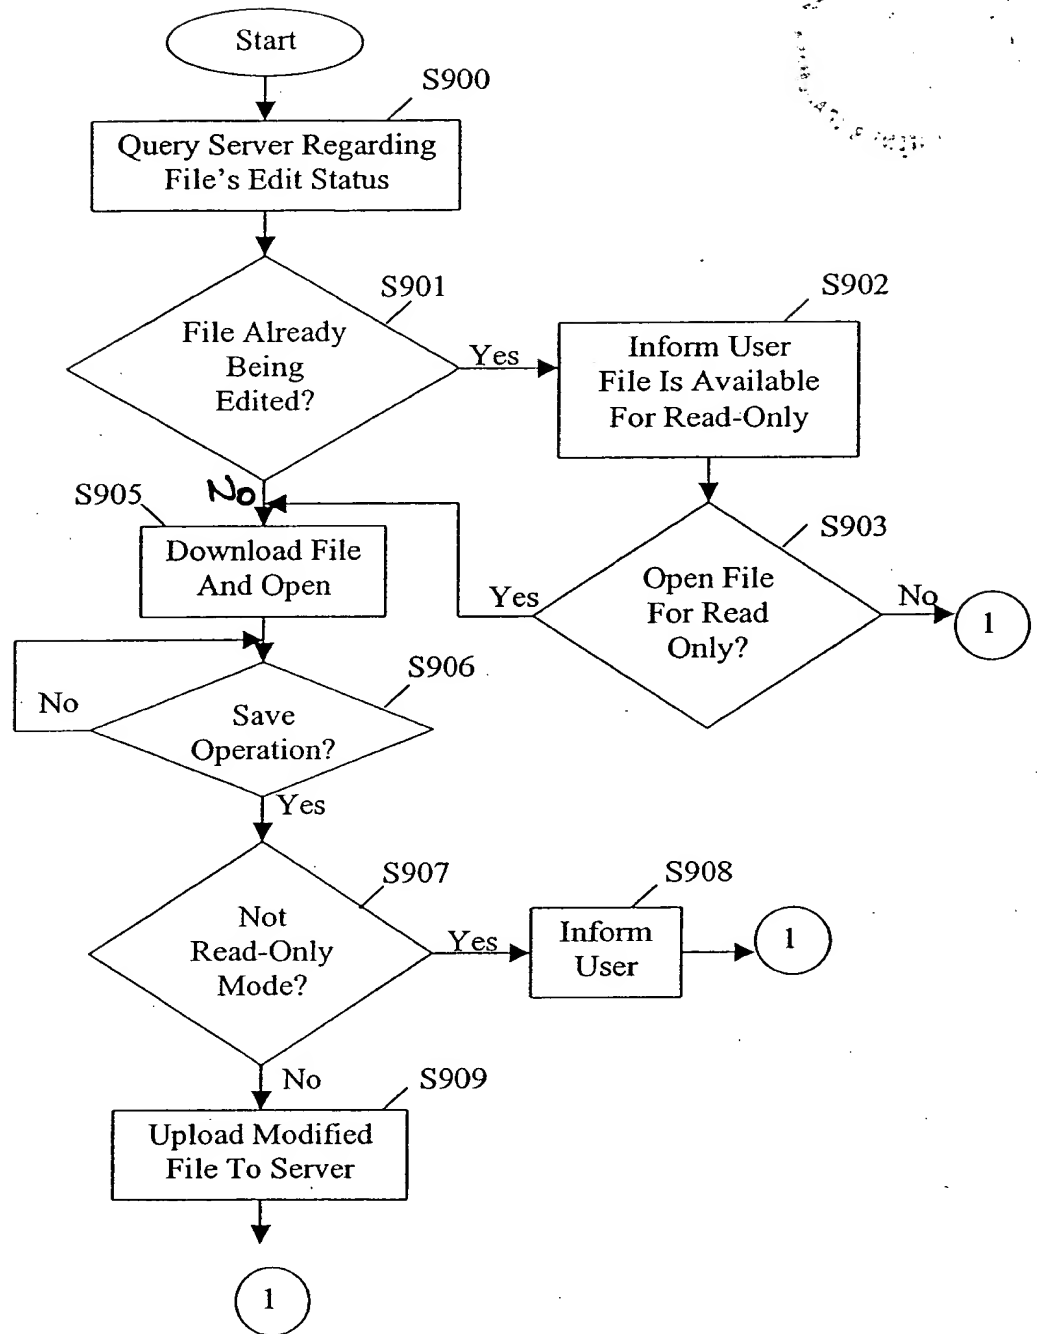 Start
S900
Query Server Regarding
File's Edit Status
S901
File Already
Being
Edited?
Yes
S902
Inform User
File Is Available
For Read-Only
No
S905
Download File
And Open
S903
Open File
For Read
Only?
Yes
No
1
S906
Save
Operation?
No
Yes
S907
Not
Read-Only
Mode?
Yes
S908
Inform
User
1
No
S909
Upload Modified
File To Server
1